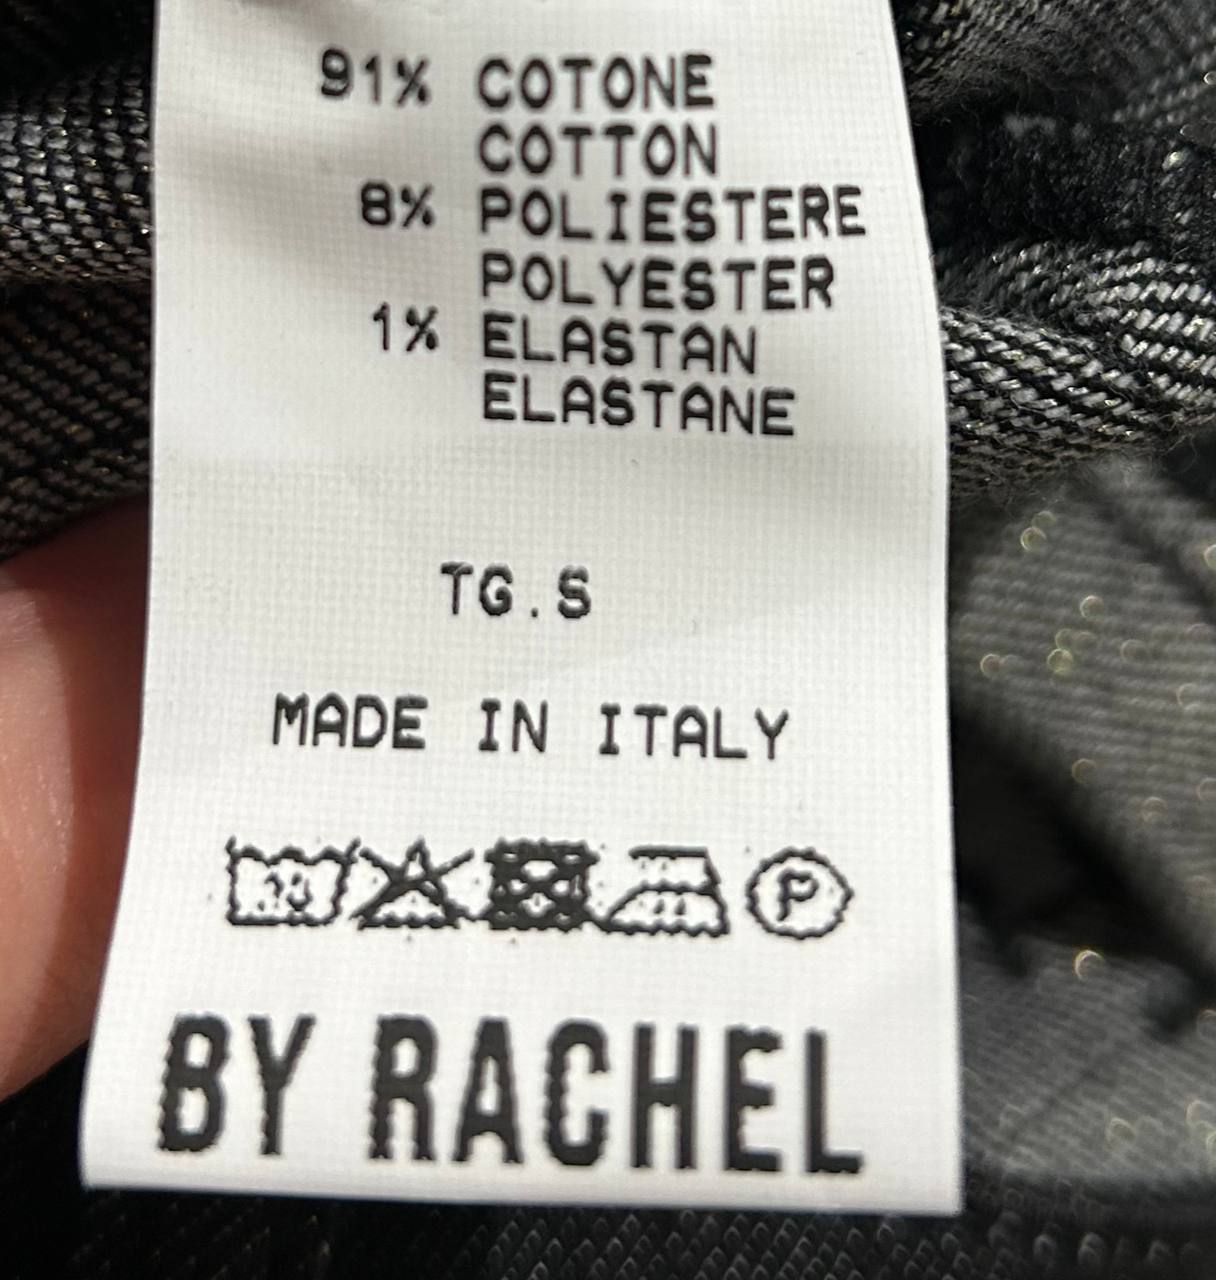 91% COTONE
COTTON
8% POLIESTERE
POLYESTER
1% ELASTAN
ELASTANE
TG.S
MADE IN ITALY
P
BY RACHEL